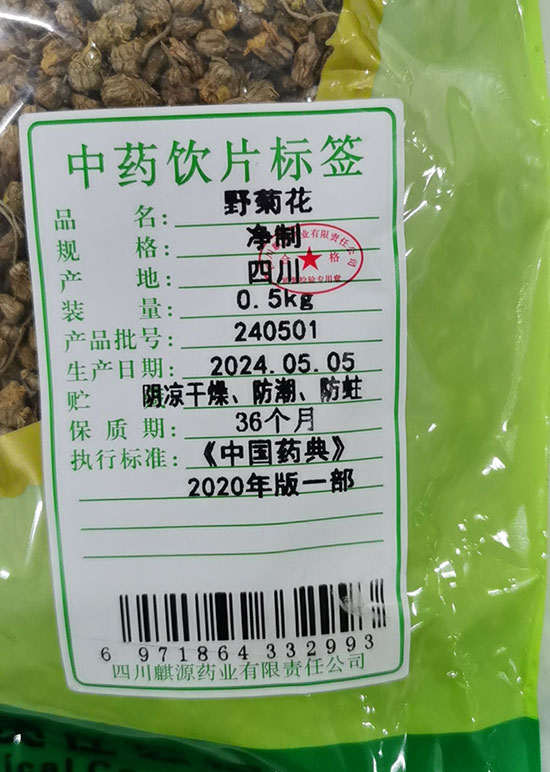 中药饮片标签
品名：野菊花
规格：净制
产地：四川
装量：0.5kg
产品批号：240501
生产日期：2024.05.05
贮 阴凉干燥、防潮、防蛀
保质期：36个月
执行标准：《中国药典》
2020年版一部
6 971864 332993
四川麒源药业有限责任公司